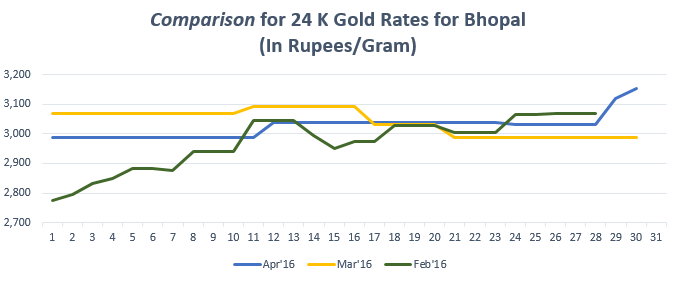 Comparison for 24 K Gold Rates for Bhopal
(In Rupees/Gram)
3,200
3,100
3,000
2,900
2,800
2,700
1 2 3 4 5 6 7 8 9 10 11 12 13 14 15 16 17 18 19 20 21 22 23 24 25 26 27 28 29 30 31
Apr'16 Mar'16 Feb'16